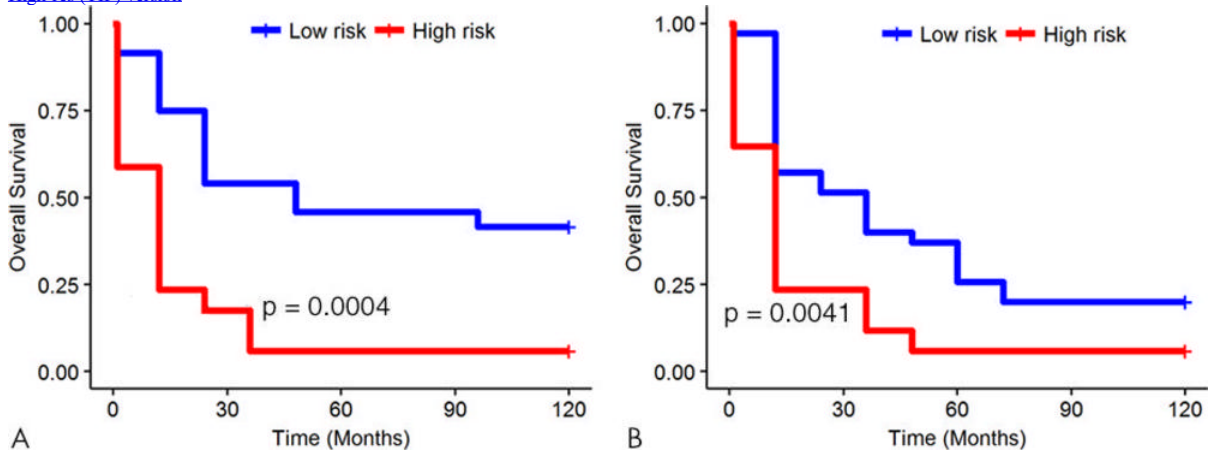 1.00
0.75
0.50
0.25
0.00
Overall Survival
Low risk High risk
p = 0.0004
0 30 60 90 120
Time (Months)
A
1.00
0.75
0.50
0.25
0.00
Overall Survival
Low risk High risk
p = 0.0041
0 30 60 90 120
Time (Months)
B